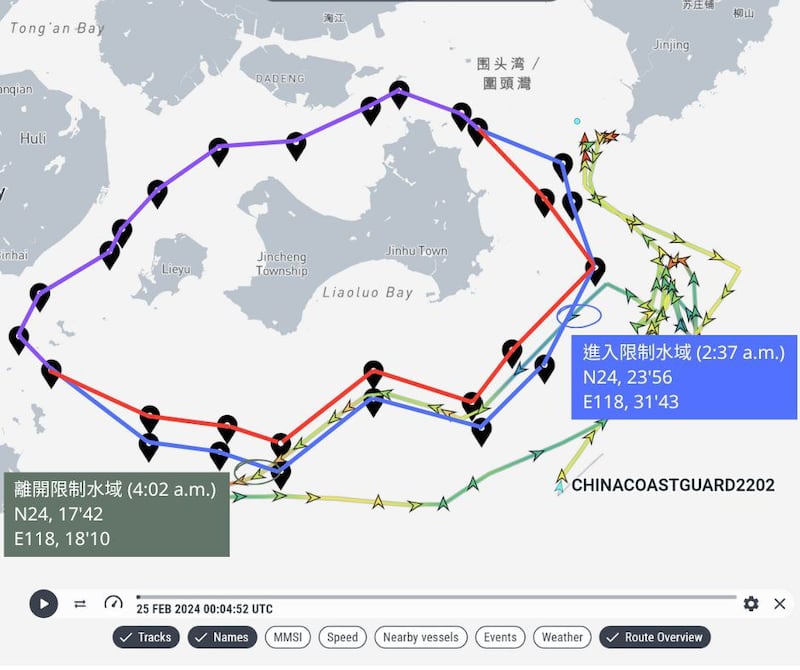 Tong'an Bay
淘江
苏庄铺
柳山
Jinjing
围头湾 /
圍頭灣
DADENG
anqian
Huli
Lieyu
Jincheng
Township
Jinhu Town
Liaoluo Bay
inhai
進入限制水域 (2:37 a.m.)
N24, 23'56
E118, 31'43
離開限制水域 (4:02 a.m.)
N24, 17'42
E118, 18'10
CHINACOASTGUARD2202
25 FEB 2024 00:04:52 UTC
Tracks
Names
MMSI
Speed
Nearby vessels
Events
Weather
Route Overview